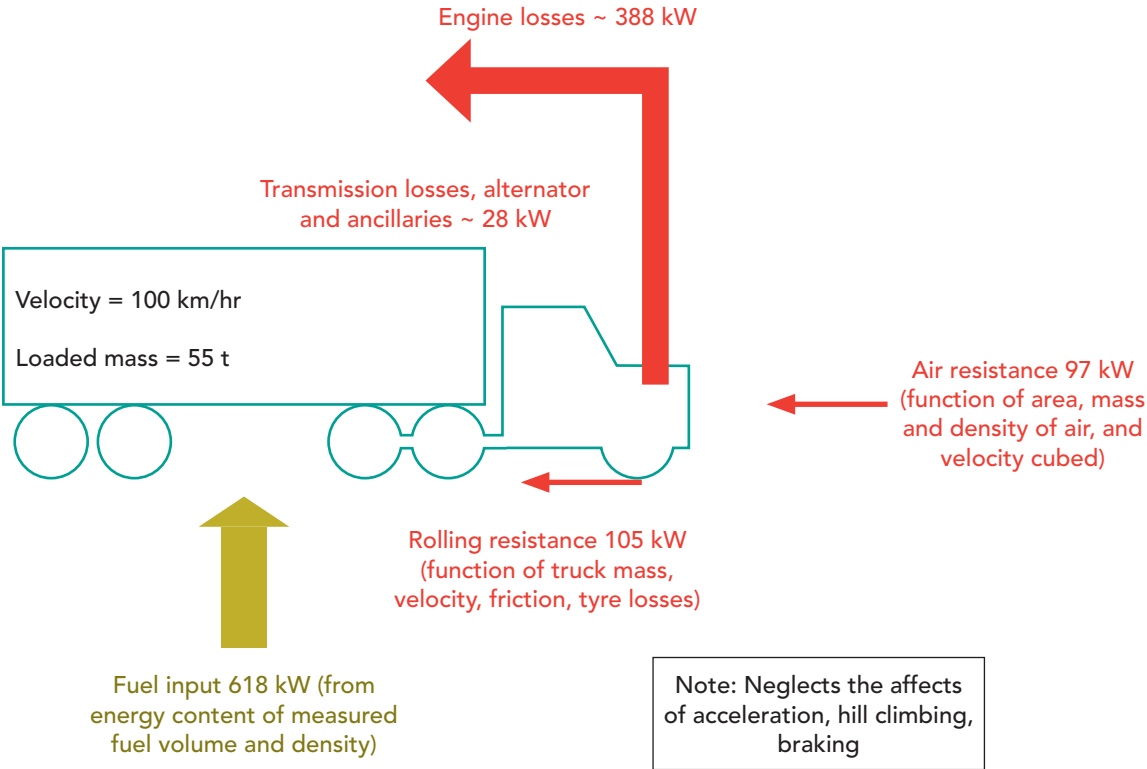 Engine losses ~ 388 kW
Transmission losses, alternator
and ancillaries ~ 28 kW
Velocity = 100 km/hr
Loaded mass = 55 t
Air resistance 97 kW
(function of area, mass
and density of air, and
velocity cubed)
Rolling resistance 105 kW
(function of truck mass,
velocity, friction, tyre losses)
Fuel input 618 kW (from
energy content of measured
fuel volume and density)
Note: Neglects the affects
of acceleration, hill climbing,
braking